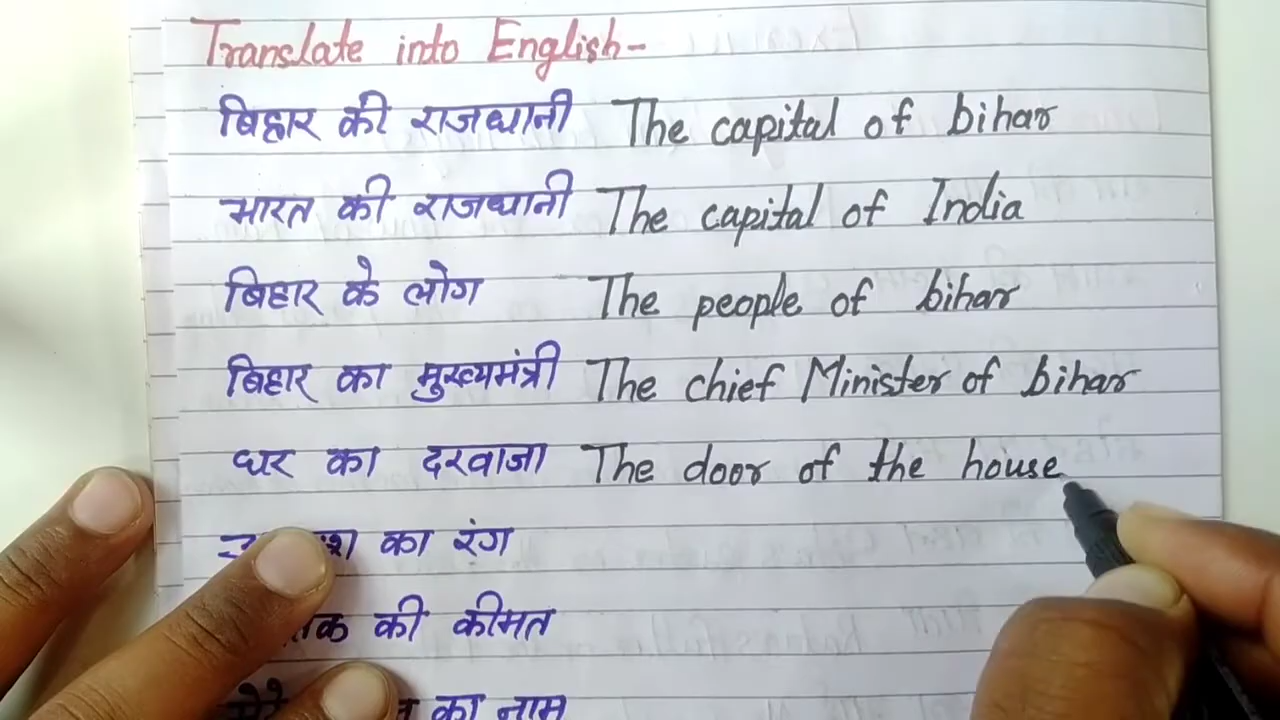 Translate into English-
बिहार की राजधानी The capital of bihar
भारत की राजधानी The capital of India
बिहार के लोग The people of bihar
बिहार का मुख्यमंत्री The chief Minister of bihar
घर का दरवाजा The door of the house
का रंग
की कीमत
का नाम